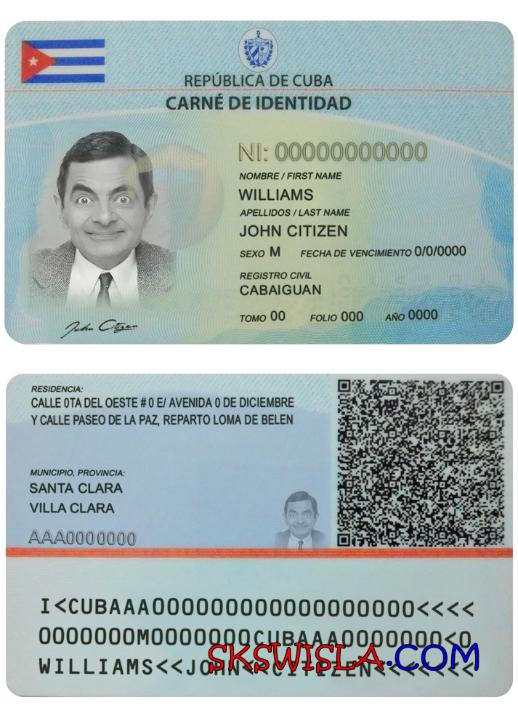 REPÚBLICA DE CUBA
CARNÉ DE IDENTIDAD
NI: 00000000000
NOMBRE / FIRST NAME
WILLIAMS
APELLIDOS / LAST NAME
JOHN CITIZEN
SEXO M FECHA DE VENCIMIENTO 0/0/0000
REGISTRO CIVIL
CABAIGUAN
TOMO 00 FOLIO 000 AÑO 0000
John Citizen
RESIDENCIA:
CALLE 0TA DEL OESTE # 0 E/ AVENIDA 0 DE DICIEMBRE
Y CALLE PASEO DE LA PAZ, REPARTO LOMA DE BELEN
MUNICIPIO, PROVINCIA:
SANTA CLARA
VILLA CLARA
AAA0000000
I<CUBAAA0000000000000000000<<<<
0000000M0000000CUBAAA0000000<0
WILLIAMS<<JOHN<<CITIZEN<<<<<<<
SKSWISLA.COM